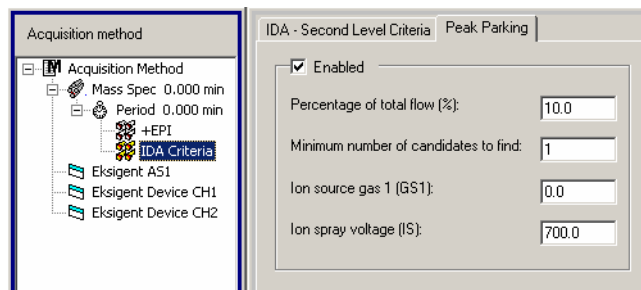 Acquisition method
Acquisition Method
Mass Spec 0.000 min
Period 0.000 min
+EPI
IDA Criteria
Eksigent AS1
Eksigent Device CH1
Eksigent Device CH2
IDA - Second Level Criteria Peak Parking
Enabled
Percentage of total flow (%): 10.0
Minimum number of candidates to find: 1
Ion source gas 1 (GS1): 0.0
Ion spray voltage (IS): 700.0